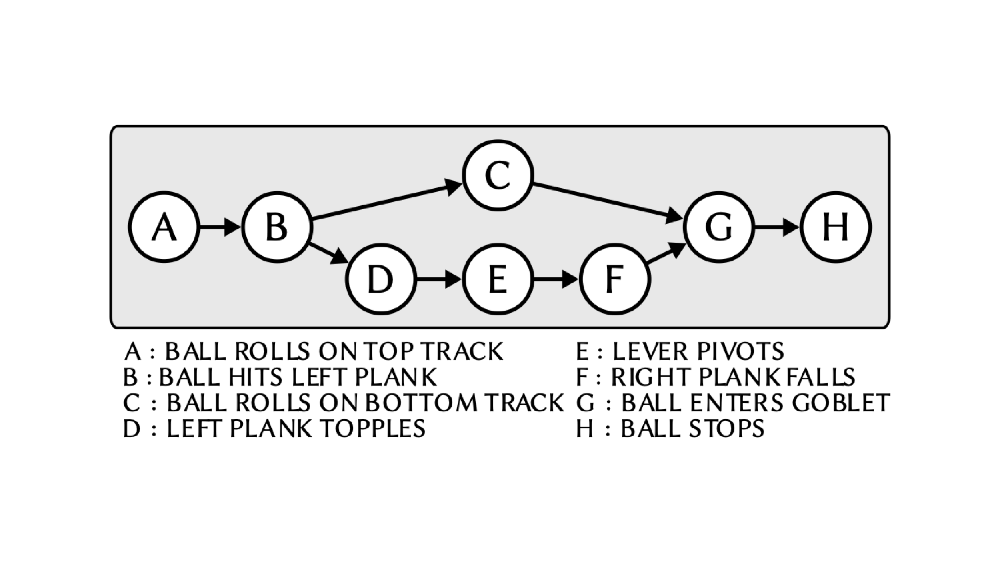 C
A
B
G
H
D
E
F
A : BALL ROLLS ON TOP TRACK
B : BALL HITS LEFT PLANK
C : BALL ROLLS ON BOTTOM TRACK
D : LEFT PLANK TOPPLES
E : LEVER PIVOTS
F : RIGHT PLANK FALLS
G : BALL ENTERS GOBLET
H : BALL STOPS